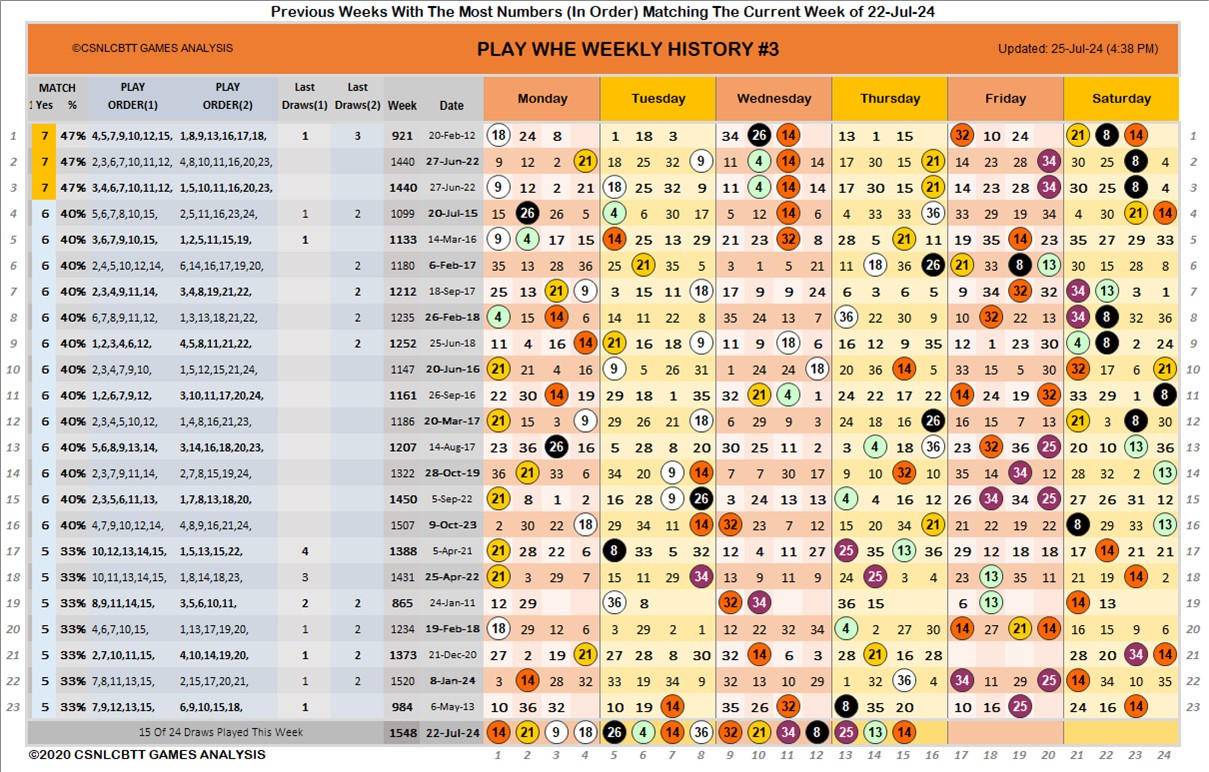 Previous Weeks With The Most Numbers (In Order) Matching The Current Week of 22-Jul-24
©CSNLCBTT GAMES ANALYSIS PLAY WHE WEEKLY HISTORY #3 Updated: 25-Jul-24 (4:38 PM)
MATCH PLAY PLAY Last Last
1 Yes % ORDER(1) ORDER(2) Draws(1) Draws(2) Week Date Monday Tuesday Wednesday Thursday Friday Saturday
1 7 47% 4,5,7,9,10,12,15, 1,8,9,13,16,17,18, 1 3 921 20-Feb-12 18 24 8 1 18 3 34 26 14 13 1 15 32 10 24 21 8 14 1
2 7 47% 2,3,6,7,10,11,12, 4,8,10,11,16,20,23, 1440 27-Jun-22 9 12 2 21 18 25 32 9 11 4 14 14 17 30 15 21 14 23 28 34 30 25 8 4 2
3 7 47% 3,4,6,7,10,11,12, 1,5,10,11,16,20,23, 1440 27-Jun-22 9 12 2 21 18 25 32 9 11 4 14 14 17 30 15 21 14 23 28 34 30 25 8 4 3
4 6 40% 5,6,7,8,10,15, 2,5,11,16,23,24, 1 2 1099 20-Jul-15 15 26 26 5 4 6 30 17 5 12 14 6 4 33 33 36 33 29 19 34 4 30 21 14 4
5 6 40% 3,6,7,9,10,15, 1,2,5,11,15,19, 1 1133 14-Mar-16 9 4 17 15 14 25 13 29 21 23 32 8 28 5 21 11 19 35 14 23 35 27 29 33 5
6 6 40% 2,4,5,10,12,14, 6,14,16,17,19,20, 2 1180 6-Feb-17 35 13 28 36 25 21 35 5 3 1 5 21 11 18 36 26 21 33 8 13 30 15 28 8 6
7 6 40% 2,3,4,9,11,14, 3,4,8,19,21,22, 2 1212 18-Sep-17 25 13 21 9 3 15 11 18 17 9 9 24 6 3 6 5 9 34 32 32 34 13 3 1 7
8 6 40% 6,7,8,9,11,12, 1,3,13,18,21,22, 2 1235 26-Feb-18 4 15 14 6 14 11 22 8 35 24 13 7 36 22 30 9 10 32 22 13 34 8 32 36 8
9 6 40% 1,2,3,4,6,12, 4,5,8,11,21,22, 2 1252 25-Jun-18 11 4 16 14 21 16 18 9 11 9 18 6 16 12 9 35 12 1 23 30 4 8 2 24 9
10 6 40% 2,3,4,7,9,10, 1,5,12,15,21,24, 1147 20-Jun-16 21 21 4 16 9 5 26 31 1 24 24 18 20 36 14 5 33 15 5 30 32 17 6 21 10
11 6 40% 1,2,6,7,9,12, 3,10,11,17,20,24, 1161 26-Sep-16 22 30 14 19 29 18 1 35 32 21 4 1 24 22 17 22 14 24 19 32 33 29 1 8 11
12 6 40% 2,3,4,5,10,12, 1,4,8,16,21,23, 1186 20-Mar-17 21 15 3 9 29 26 21 18 6 29 9 3 24 18 16 26 16 15 7 13 21 3 8 30 12
13 6 40% 5,6,8,9,13,14, 3,14,16,18,20,23, 1207 14-Aug-17 23 36 26 16 5 28 8 20 30 25 11 2 3 4 18 36 23 32 36 25 20 10 13 36 13
14 6 40% 2,3,7,9,11,14, 2,7,8,15,19,24, 1322 28-Oct-19 36 21 33 6 34 20 9 14 7 7 30 17 9 10 32 10 35 14 34 12 28 32 2 13 14
15 6 40% 2,3,5,6,11,13, 1,7,8,13,18,20, 1450 5-Sep-22 21 8 1 2 16 28 9 26 3 24 13 13 4 4 16 12 26 34 34 25 27 26 31 12 15
16 6 40% 4,7,9,10,12,14, 4,8,9,16,21,24, 1507 9-Oct-23 2 30 22 18 29 34 11 14 32 23 7 12 15 20 34 21 21 22 19 22 8 29 33 13 16
17 5 33% 10,12,13,14,15, 1,5,13,15,22, 4 1388 5-Apr-21 21 28 22 6 8 33 5 32 12 4 11 27 25 35 13 36 29 12 18 18 17 14 21 21 17
18 5 33% 10,11,13,14,15, 1,8,14,18,23, 3 1431 25-Apr-22 21 3 29 7 15 11 29 34 13 9 11 9 24 25 3 4 23 13 35 11 21 19 14 2 18
19 5 33% 8,9,11,14,15, 3,5,6,10,11, 2 2 865 24-Jan-11 12 29 36 8 32 34 36 15 6 13 14 13 19
20 5 33% 4,6,7,10,15, 1,13,17,19,20, 1 2 1234 19-Feb-18 18 29 12 6 3 29 2 1 12 22 32 34 4 2 27 30 14 27 21 14 16 15 9 6 20
21 5 33% 2,7,10,11,15, 4,10,14,19,20, 1 2 1373 21-Dec-20 27 2 19 21 27 28 8 30 32 14 6 3 28 21 16 28 28 20 34 14 21
22 5 33% 7,8,11,13,15, 2,15,17,20,21, 1 2 1520 8-Jan-24 3 14 28 32 33 19 34 9 32 13 10 29 1 32 36 4 34 11 29 25 14 34 10 35 22
23 5 33% 7,9,12,13,15, 6,9,10,15,18, 1 984 6-May-13 10 36 32 10 19 14 35 26 32 8 35 20 10 16 25 24 16 14 23
15 Of 24 Draws Played This Week 1548 22-Jul-24 14 21 9 18 26 4 14 36 32 21 34 8 25 13 14
©2020 CSNLCBTT GAMES ANALYSIS 1 2 3 4 5 6 7 8 9 10 11 12 13 14 15 16 17 18 19 20 21 22 23 24